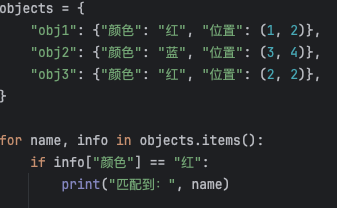 objects = {
    "obj1": {"颜色": "红", "位置": (1, 2)},
    "obj2": {"颜色": "蓝", "位置": (3, 4)},
    "obj3": {"颜色": "红", "位置": (2, 2)},
}

for name, info in objects.items():
    if info["颜色"] == "红":
        print("匹配到：", name)